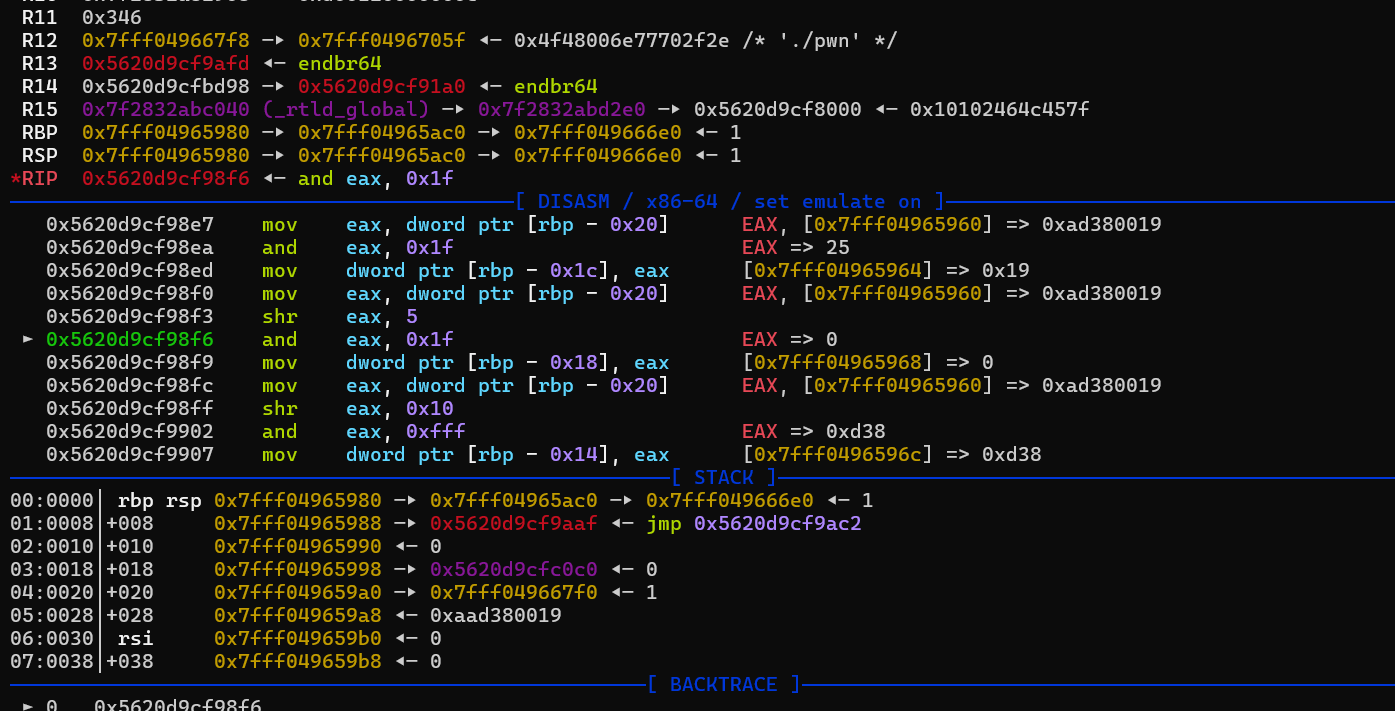 R11  0x346
R12  0x7fff049667f8 —▸ 0x7fff0496705f ◂— 0x4f48006e77702f2e /* './pwn' */
R13  0x5620d9cf9afd ◂— endbr64
R14  0x5620d9cfbd98 —▸ 0x5620d9cf91a0 ◂— endbr64
R15  0x7f2832abc040 (_rtld_global) —▸ 0x7f2832abd2e0 —▸ 0x5620d9cf8000 ◂— 0x10102464c457f
RBP  0x7fff04965980 —▸ 0x7fff04965ac0 —▸ 0x7fff049666e0 ◂— 1
RSP  0x7fff04965980 —▸ 0x7fff04965ac0 —▸ 0x7fff049666e0 ◂— 1
*RIP  0x5620d9cf98f6 ◂— and eax, 0x1f
[ DISASM / x86-64 / set emulate on ]
0x5620d9cf98e7    mov    eax, dword ptr [rbp - 0x20]      EAX, [0x7fff04965960] => 0xad380019
0x5620d9cf98ea    and    eax, 0x1f                        EAX => 25
0x5620d9cf98ed    mov    dword ptr [rbp - 0x1c], eax      [0x7fff04965964] => 0x19
0x5620d9cf98f0    mov    eax, dword ptr [rbp - 0x20]      EAX, [0x7fff04965960] => 0xad380019
0x5620d9cf98f3    shr    eax, 5
► 0x5620d9cf98f6    and    eax, 0x1f                        EAX => 0
0x5620d9cf98f9    mov    dword ptr [rbp - 0x18], eax      [0x7fff04965968] => 0
0x5620d9cf98fc    mov    eax, dword ptr [rbp - 0x20]      EAX, [0x7fff04965960] => 0xad380019
0x5620d9cf98ff    shr    eax, 0x10
0x5620d9cf9902    and    eax, 0xfff                       EAX => 0xd38
0x5620d9cf9907    mov    dword ptr [rbp - 0x14], eax      [0x7fff0496596c] => 0xd38
[ STACK ]
00:0000│ rbp rsp 0x7fff04965980 —▸ 0x7fff04965ac0 —▸ 0x7fff049666e0 ◂— 1
01:0008│+008     0x7fff04965988 —▸ 0x5620d9cf9aaf ◂— jmp 0x5620d9cf9ac2
02:0010│+010     0x7fff04965990 ◂— 0
03:0018│+018     0x7fff04965998 —▸ 0x5620d9cfc0c0 ◂— 0
04:0020│+020     0x7fff049659a0 —▸ 0x7fff049667f0 ◂— 1
05:0028│+028     0x7fff049659a8 ◂— 0xaad380019
06:0030│ rsi     0x7fff049659b0 ◂— 0
07:0038│+038     0x7fff049659b8 ◂— 0
[ BACKTRACE ]
► 0   0x5620d9cf98f6